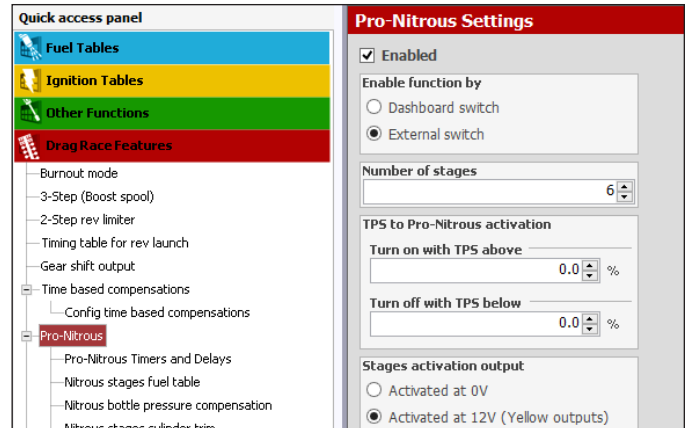 Quick access panel
Fuel Tables
Ignition Tables
Other Functions
Drag Race Features
Burnout mode
3-Step (Boost spool)
2-Step rev limiter
Timing table for rev launch
Gear shift output
Time based compensations
Config time based compensations
Pro-Nitrous
Pro-Nitrous Timers and Delays
Nitrous stages fuel table
Nitrous bottle pressure compensation
Nitrous stages cylinder trim
Pro-Nitrous Settings
Enabled
Enable function by
Dashboard switch
External switch
Number of stages
6
TPS to Pro-Nitrous activation
Turn on with TPS above
0.0 %
Turn off with TPS below
0.0 %
Stages activation output
Activated at 0V
Activated at 12V (Yellow outputs)